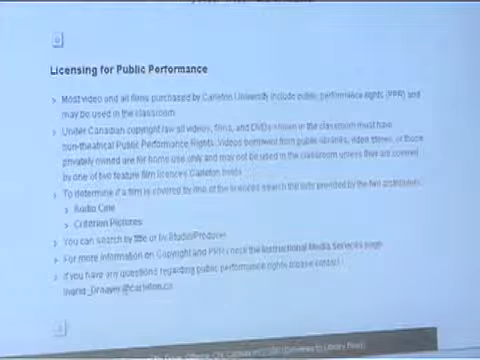 Licensing for Public Performance
Most video and all films purchased by Carleton University include public performance rights (PPR) and
may be used in the classroom
Under Canadian copyright law all videos, films, and DVDs shown in the classroom must have
non-theatrical Public Performance Rights. Videos borrowed from public libraries, video stores, or those
privately owned are for home use only and may not be used in the classroom unless they are covered
by one of two feature film licences Carleton holds
To determine if a film is covered by one of the licences search the lists provided by the two distributors.
Audio Cine
Criterion Pictures
You can search by title or by Studio/Producer
For more information on Copyright and PPR check the Instructional Media Services page
If you have any questions regarding public performance rights please contact